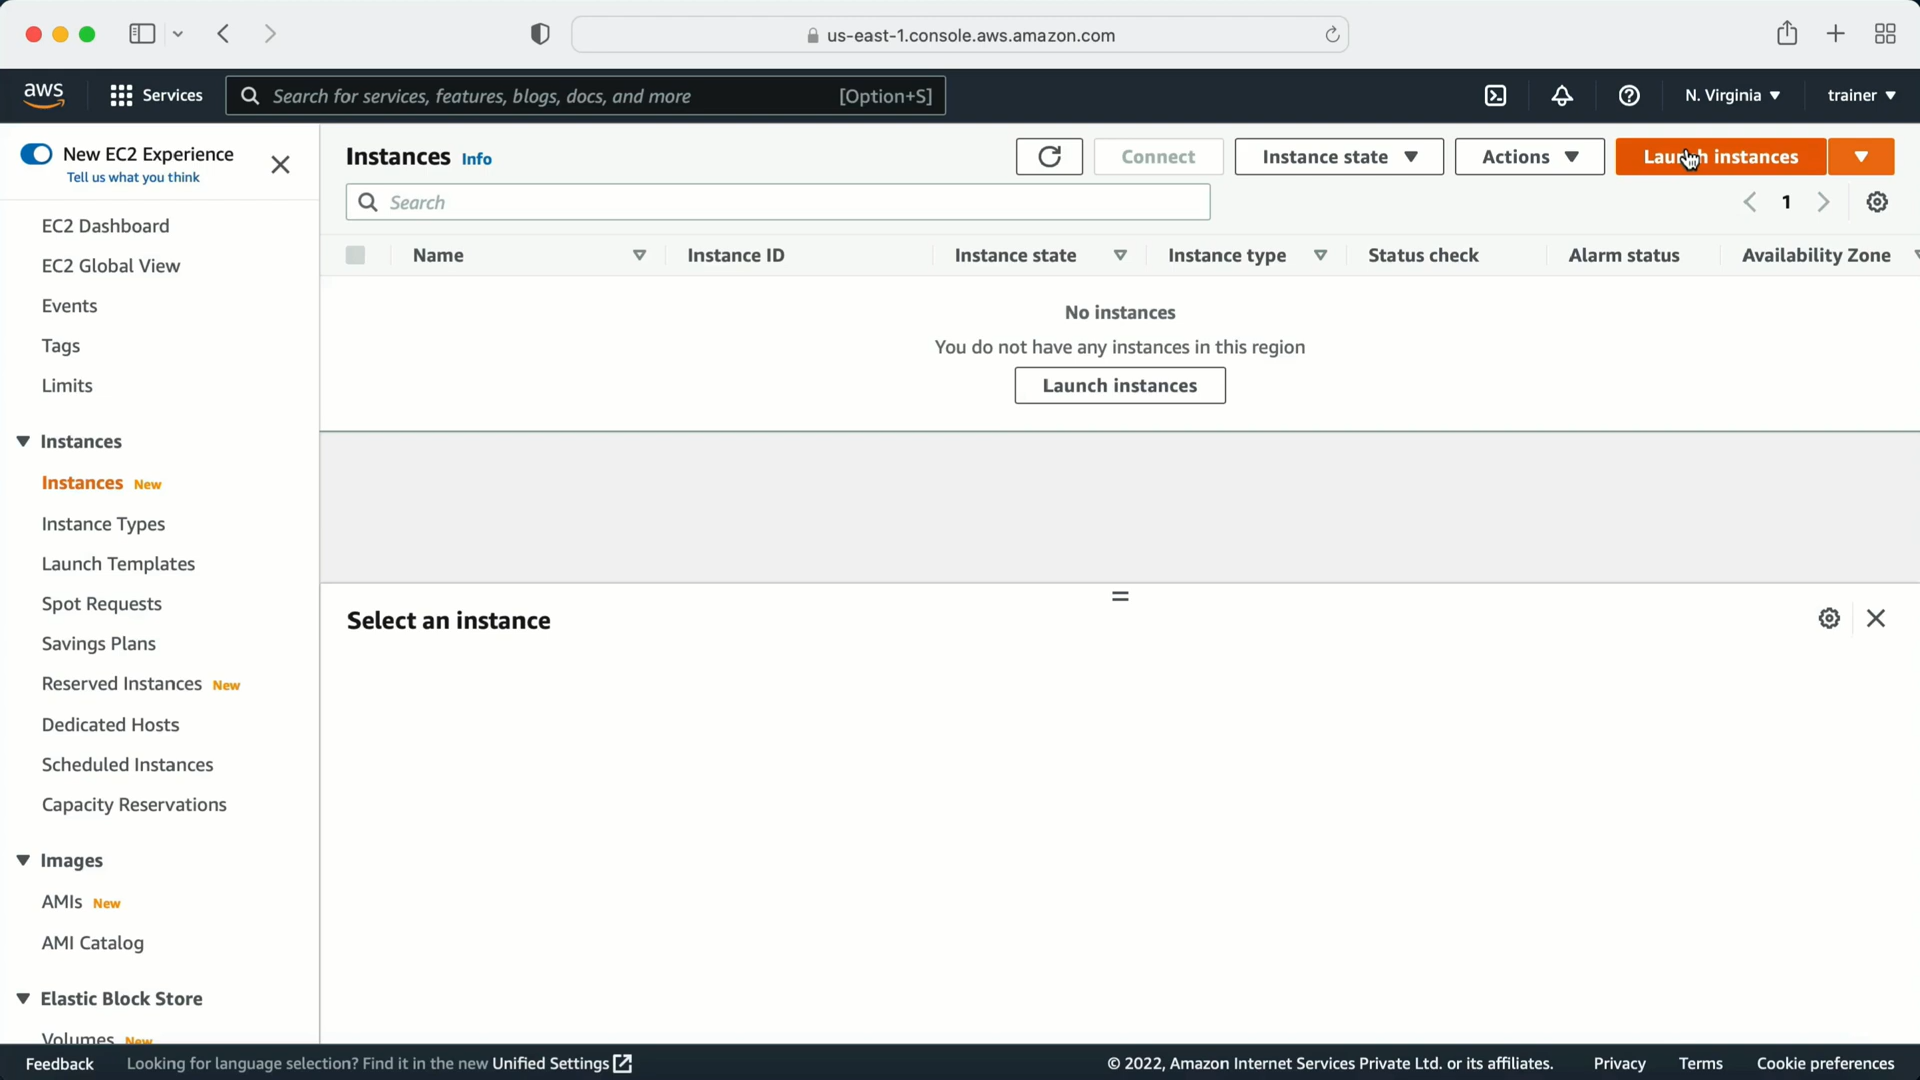 us-east-1.console.aws.amazon.com
aws
Services
Search for services, features, blogs, docs, and more
[Option+S]
N. Virginia
trainer
New EC2 Experience
Tell us what you think
EC2 Dashboard
EC2 Global View
Events
Tags
Limits
Instances
Instances New
Instance Types
Launch Templates
Spot Requests
Savings Plans
Reserved Instances New
Dedicated Hosts
Scheduled Instances
Capacity Reservations
Images
AMIs New
AMI Catalog
Elastic Block Store
Volumes New
Instances Info
Connect
Instance state
Actions
Launch instances
Search
1
Name
Instance ID
Instance state
Instance type
Status check
Alarm status
Availability Zone
No instances
You do not have any instances in this region
Launch instances
Select an instance
Feedback
Looking for language selection? Find it in the new Unified Settings
© 2022, Amazon Internet Services Private Ltd. or its affiliates.
Privacy
Terms
Cookie preferences